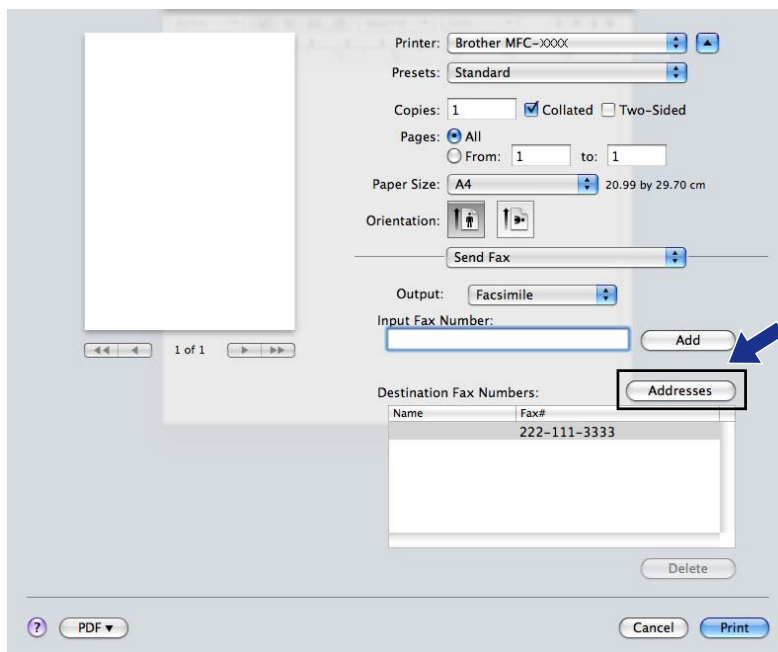 Printer: Brother MFC-XXXX
Presets: Standard
Copies: 1 Collated Two-Sided
Pages: All
From: 1 to: 1
Paper Size: A4 20.99 by 29.70 cm
Orientation:
Send Fax
Output: Facsimile
Input Fax Number:
Add
1 of 1
Destination Fax Numbers: Addresses
Name Fax#
222-111-3333
Delete
? PDF Cancel Print